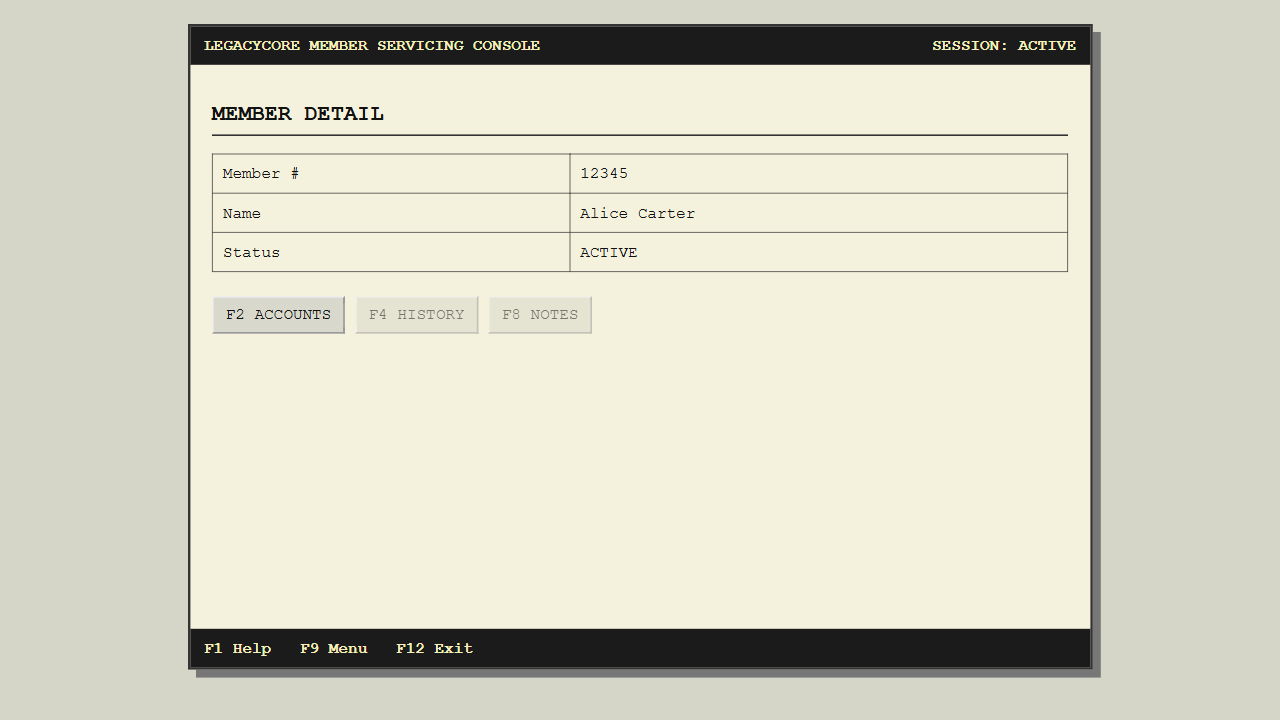 LEGACYCORE MEMBER SERVICING CONSOLE SESSION: ACTIVE
MEMBER DETAIL
Member # 12345
Name Alice Carter
Status ACTIVE
F2 ACCOUNTS F4 HISTORY F8 NOTES
F1 Help F9 Menu F12 Exit